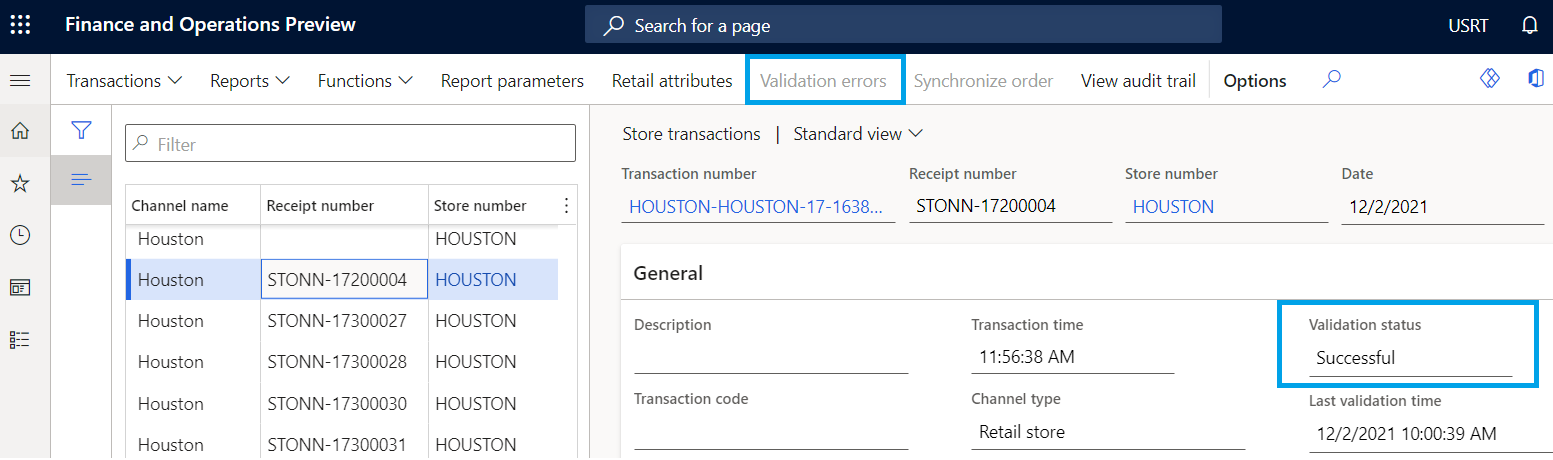 Finance and Operations Preview
Search for a page
USRT
Transactions Reports Functions Report parameters Retail attributes Validation errors Synchronize order View audit trail Options
Filter
Channel name Receipt number Store number
Houston HOUSTON
Houston STONN-17200004 HOUSTON
Houston STONN-17300027 HOUSTON
Houston STONN-17300028 HOUSTON
Houston STONN-17300030 HOUSTON
Houston STONN-17300031 HOUSTON
Store transactions | Standard view
Transaction number Receipt number Store number Date
HOUSTON-HOUSTON-17-1638... STONN-17200004 HOUSTON 12/2/2021
General
Description Transaction time Validation status
11:56:38 AM Successful
Transaction code Channel type Last validation time
Retail store 12/2/2021 10:00:39 AM